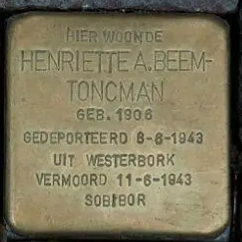 HIER WOONDE
HENRIETTE A. BEEM-
TONCMAN
GEB. 1906
GEDEPORTEERD 8-6-1943
UIT WESTERBORK
VERMOORD 11-6-1943
SOBIBOR